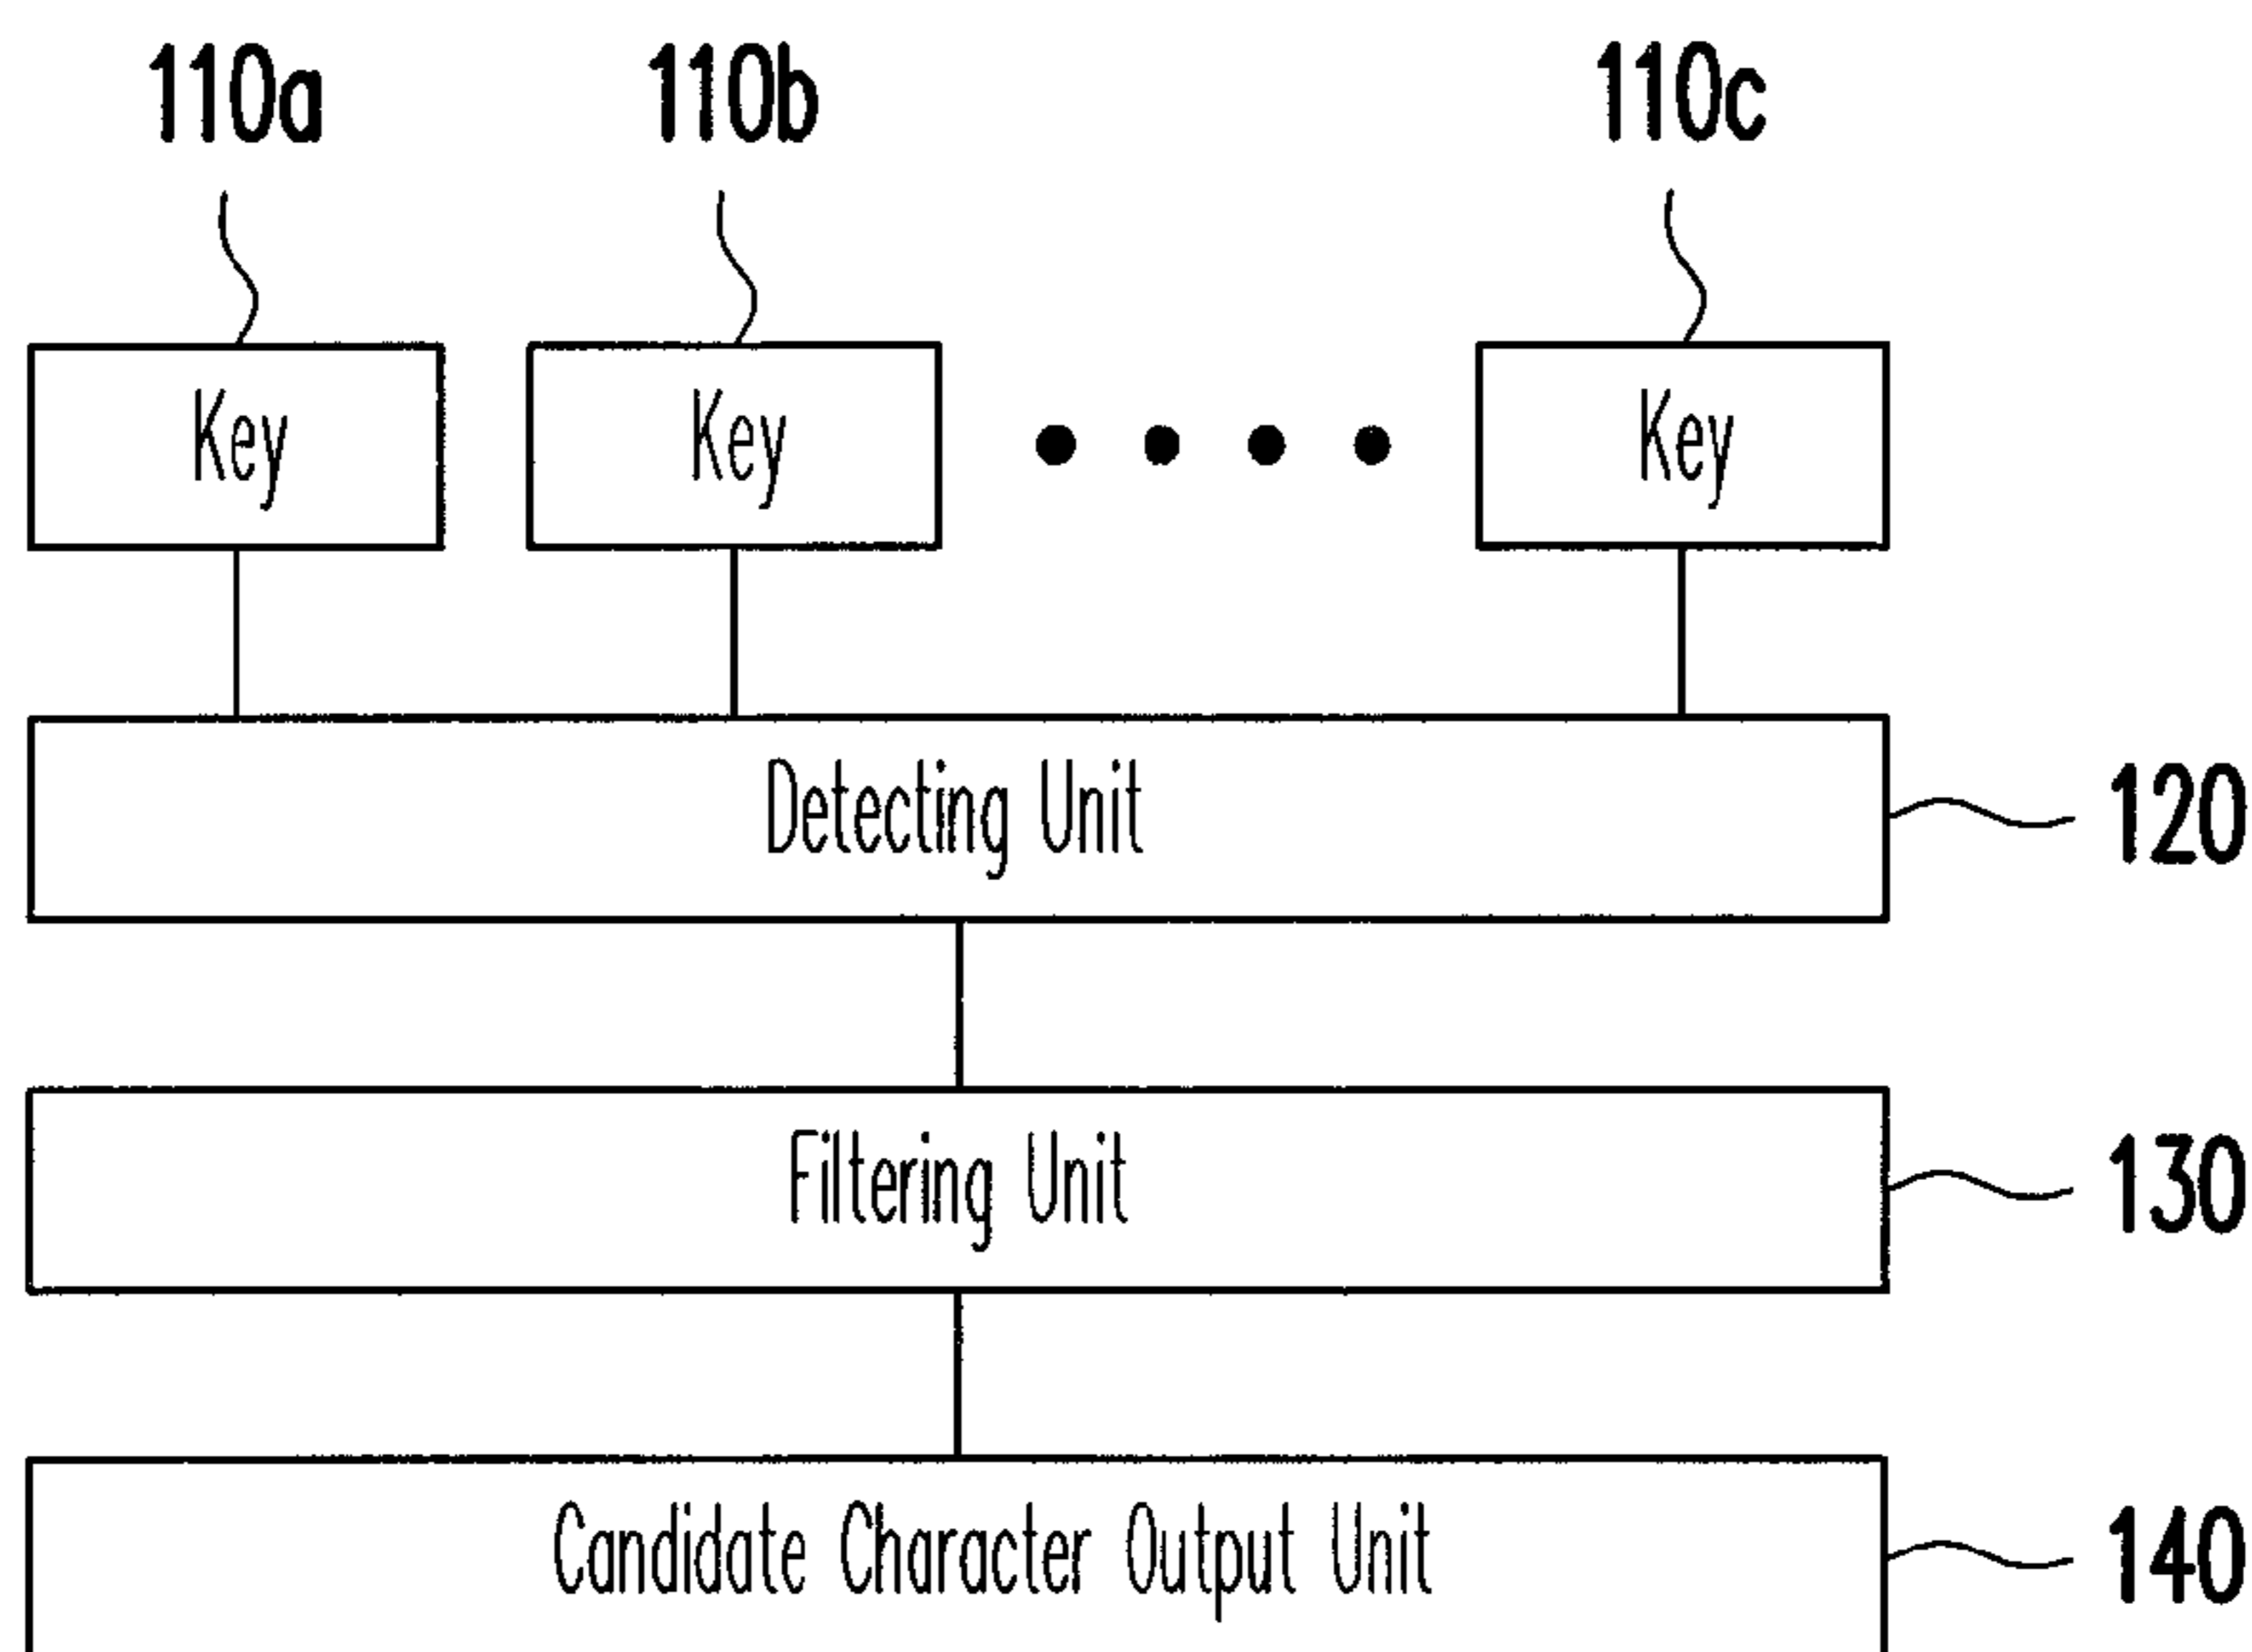 110a 110b 110c
Key Key Key
Detecting Unit 120
Filtering Unit 130
Candidate Character Output Unit 140